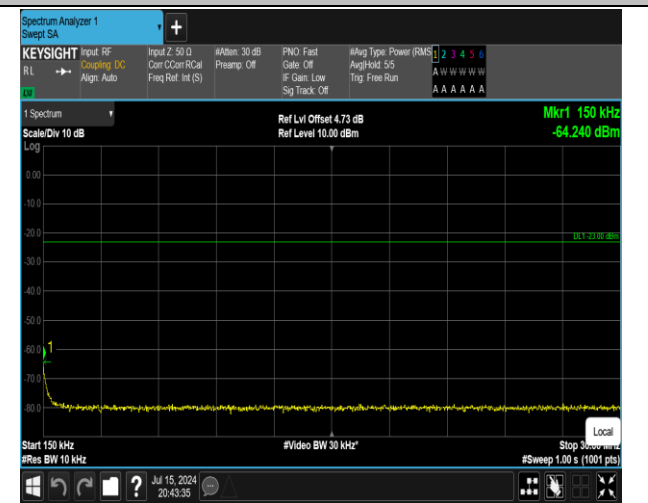 Spectrum Analyzer 1
Swept SA
+
KEYSIGHT Input: RF Input Z: 50 Ω #Atten: 30 dB PNO: Fast #Avg Type: Power (RMS 1 2 3 4 5 6
RL Coupling: DC Corr CCorr RCal Preamp: Off Gate: Off Avg|Hold: 5/5 A W W W W W
Align: Auto Freq Ref: Int (S) IF Gain: Low Trig: Free Run
Sig Track: Off A A A A A A
1 Spectrum Ref Lvl Offset 4.73 dB Mkr1 150 kHz
Scale/Div 10 dB Ref Level 10.00 dBm -64.240 dBm
Log
0.00
-10.0
-20.0
DL1 -23.00 dBm
-30.0
-40.0
-50.0
1
-60.0
-70.0
-80.0
Local
Start 150 kHz #Video BW 30 kHz* Stop
#Res BW 10 kHz #Sweep 1.00 s (1001 pts)
? Jul 15, 2024
20:43:35